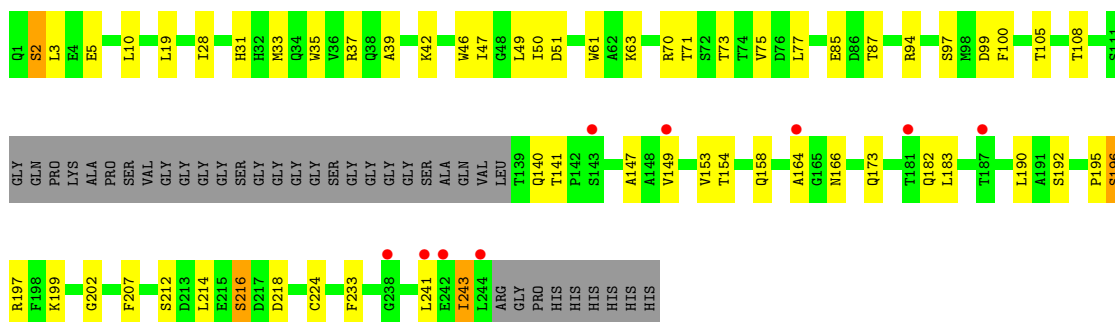 Q1 S2 L3 E4 E5 L10 L19 I28 H31 H32 M33 Q34 W35 V36 R37 Q38 A39 K42 W46 I47 G48 L49 I50 D51 W61 A62 K63 R70 T71 S72 T73 T74 V75 D76 L77 E85 D86 T87 R94 S97 M98 D99 F100 T105 T108 S111
GLY GLN PRO LYS ALA PRO SER VAL GLY GLY GLY GLY SER GLY GLY GLY GLY SER GLY GLY GLY GLY SER ALA GLN VAL LEU T139 Q140 T141 P142 S143 A147 A148 V149 V153 T154 Q158 A164 G165 N166 Q173 T181 Q182 L183 T187 L190 A191 S192 P195 S196
R197 F198 K199 G202 F207 S212 D213 L214 E215 S216 D217 D218 C224 F233 G238 L241 E242 I243 L244 ARG GLY PRO HIS HIS HIS HIS HIS HIS